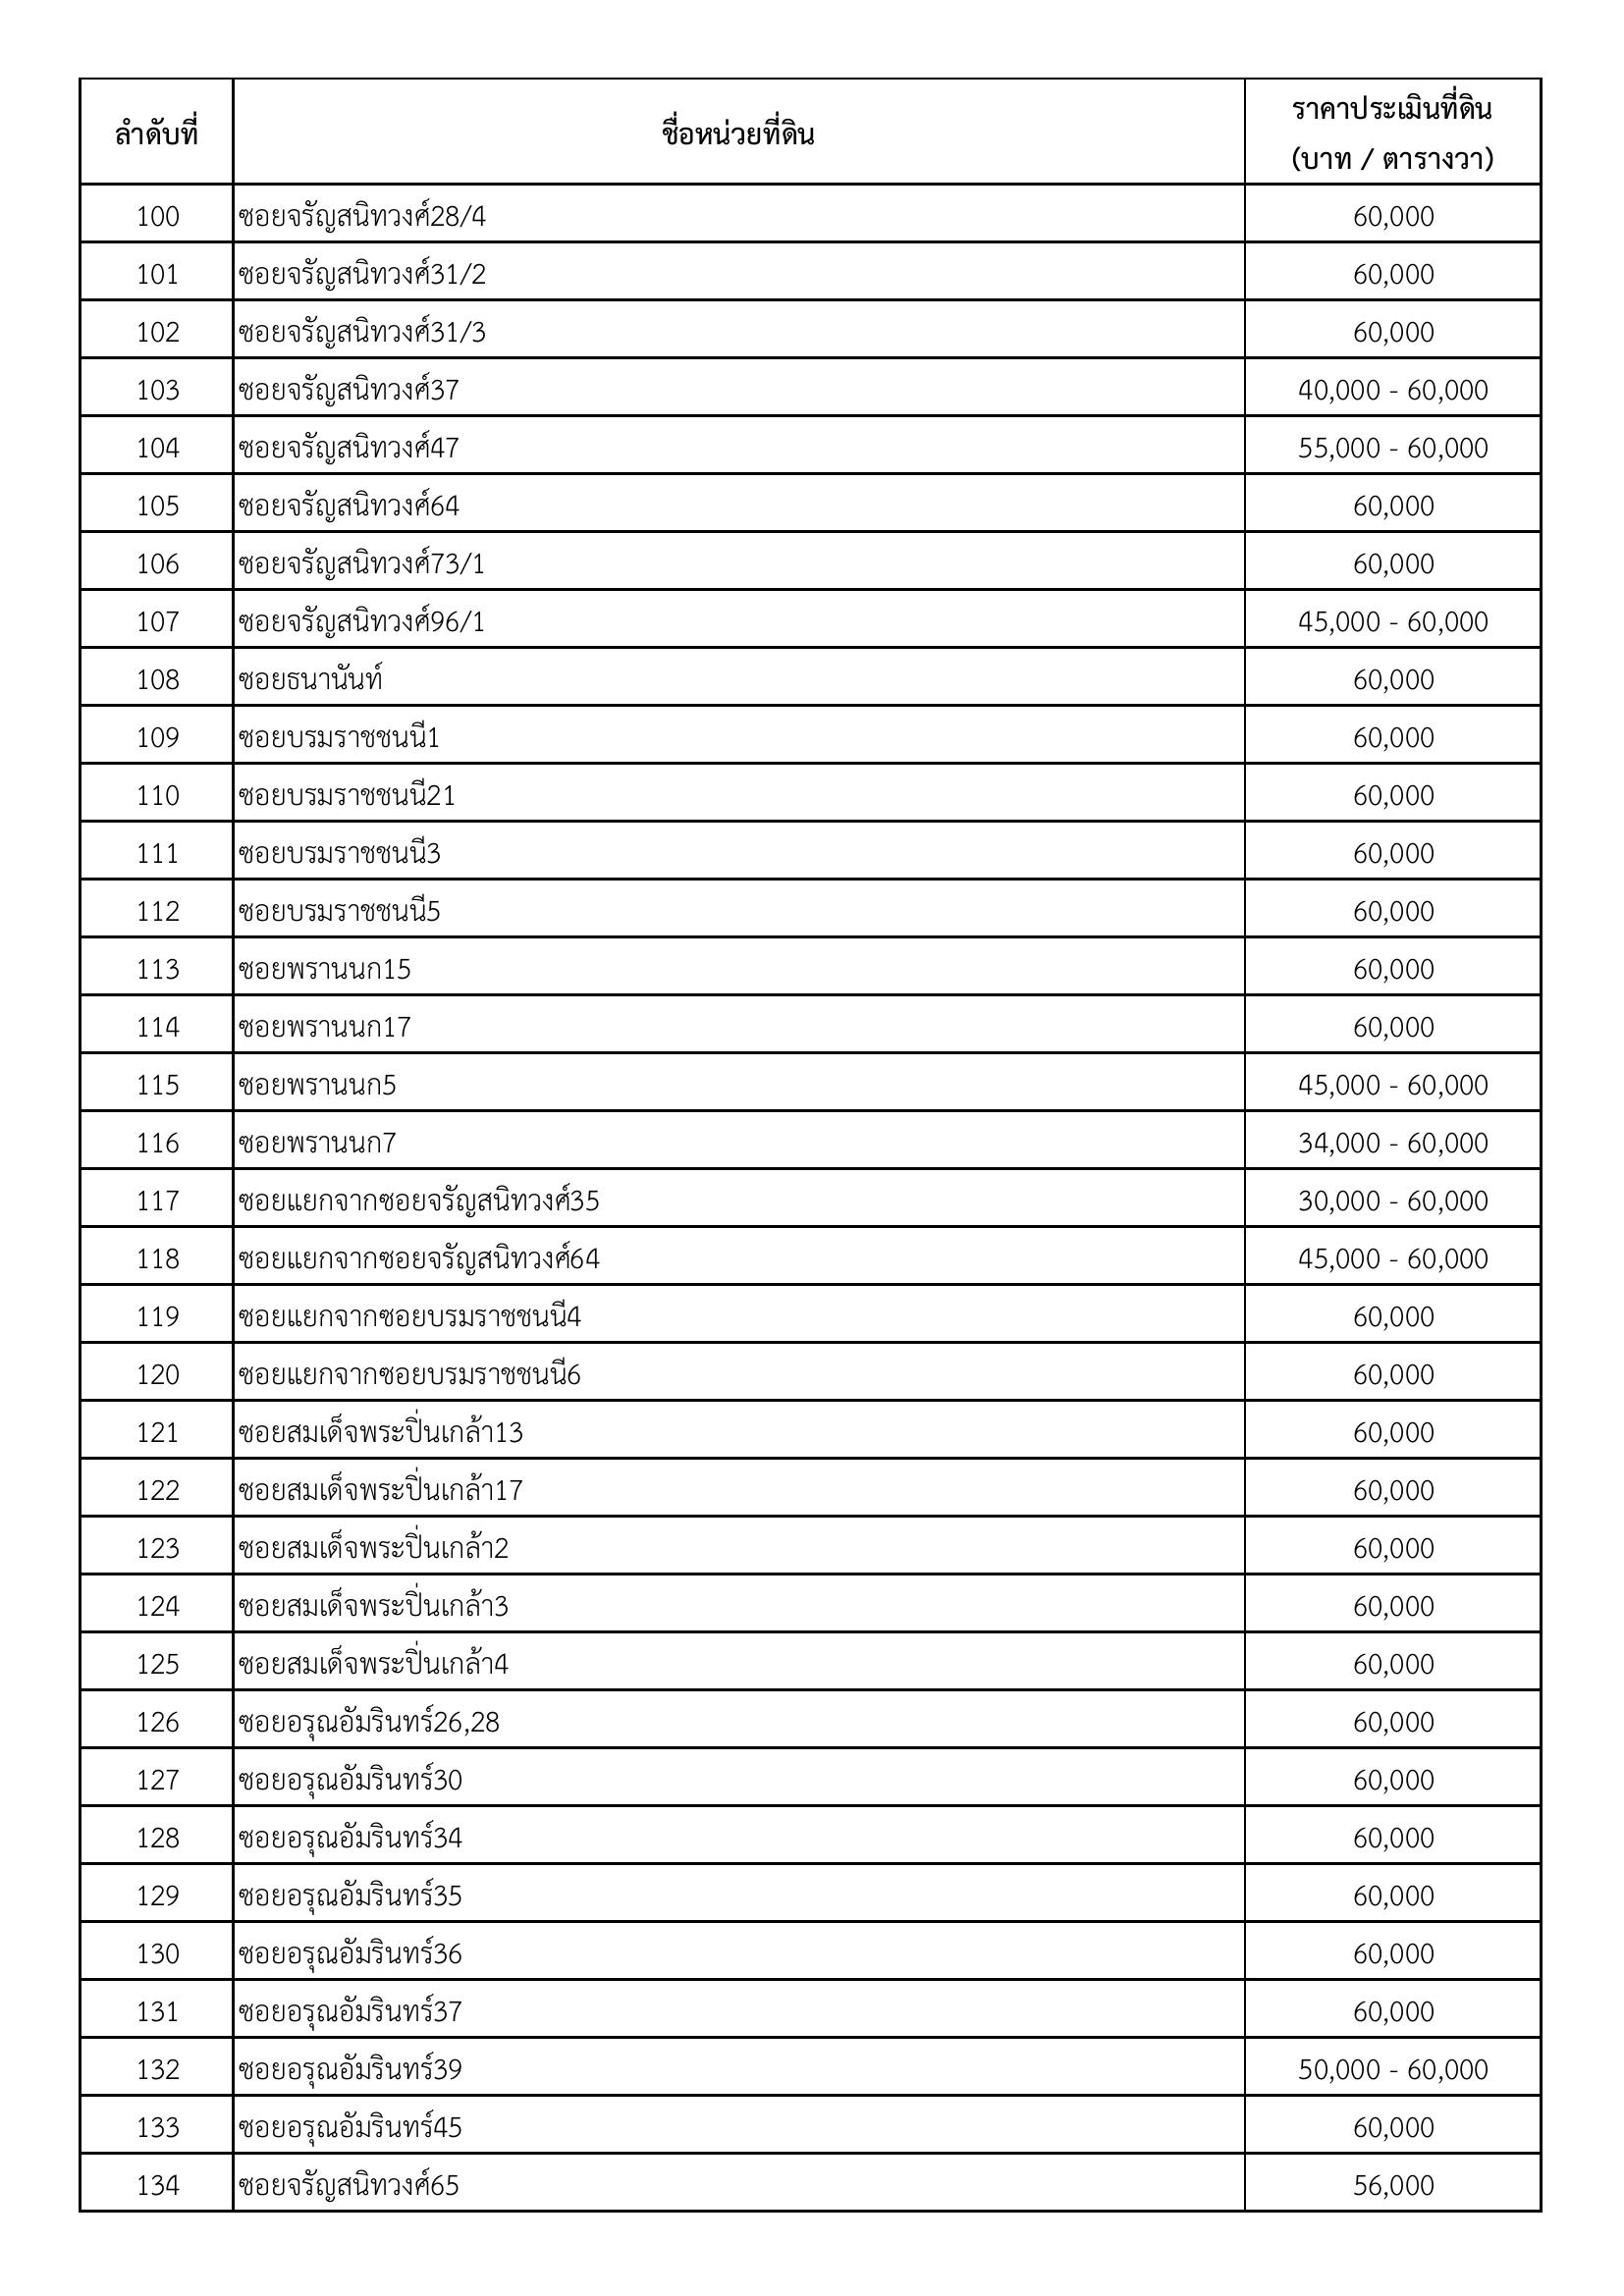 ลำดับที่ ชื่อหน่วยที่ดิน ราคาประเมินที่ดิน
(บาท / ตารางวา)
100 ซอยจรัญสนิทวงศ์28/4 60,000
101 ซอยจรัญสนิทวงศ์31/2 60,000
102 ซอยจรัญสนิทวงศ์31/3 60,000
103 ซอยจรัญสนิทวงศ์37 40,000 - 60,000
104 ซอยจรัญสนิทวงศ์47 55,000 - 60,000
105 ซอยจรัญสนิทวงศ์64 60,000
106 ซอยจรัญสนิทวงศ์73/1 60,000
107 ซอยจรัญสนิทวงศ์96/1 45,000 - 60,000
108 ซอยธนานันท์ 60,000
109 ซอยบรมราชชนนี1 60,000
110 ซอยบรมราชชนนี21 60,000
111 ซอยบรมราชชนนี3 60,000
112 ซอยบรมราชชนนี5 60,000
113 ซอยพรานนก15 60,000
114 ซอยพรานนก17 60,000
115 ซอยพรานนก5 45,000 - 60,000
116 ซอยพรานนก7 34,000 - 60,000
117 ซอยแยกจากซอยจรัญสนิทวงศ์35 30,000 - 60,000
118 ซอยแยกจากซอยจรัญสนิทวงศ์64 45,000 - 60,000
119 ซอยแยกจากซอยบรมราชชนนี4 60,000
120 ซอยแยกจากซอยบรมราชชนนี6 60,000
121 ซอยสมเด็จพระปิ่นเกล้า13 60,000
122 ซอยสมเด็จพระปิ่นเกล้า17 60,000
123 ซอยสมเด็จพระปิ่นเกล้า2 60,000
124 ซอยสมเด็จพระปิ่นเกล้า3 60,000
125 ซอยสมเด็จพระปิ่นเกล้า4 60,000
126 ซอยอรุณอัมรินทร์26,28 60,000
127 ซอยอรุณอัมรินทร์30 60,000
128 ซอยอรุณอัมรินทร์34 60,000
129 ซอยอรุณอัมรินทร์35 60,000
130 ซอยอรุณอัมรินทร์36 60,000
131 ซอยอรุณอัมรินทร์37 60,000
132 ซอยอรุณอัมรินทร์39 50,000 - 60,000
133 ซอยอรุณอัมรินทร์45 60,000
134 ซอยจรัญสนิทวงศ์65 56,000